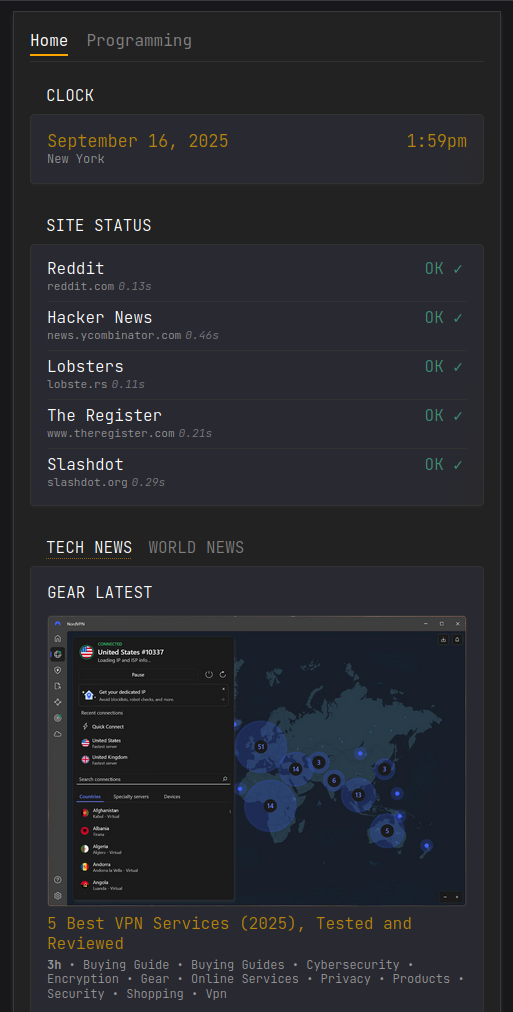 Home Programming
CLOCK
September 16, 2025 1:59pm
New York
SITE STATUS
Reddit OK ✓
reddit.com 0.13s
Hacker News OK ✓
news.ycombinator.com 0.46s
Lobsters OK ✓
lobste.rs 0.11s
The Register OK ✓
www.theregister.com 0.21s
Slashdot OK ✓
slashdot.org 0.29s
TECH NEWS WORLD NEWS
GEAR LATEST
NordVPN
CONNECTED
United States #10337
Loading IP and ISP info...
Pause
Get your dedicated IP
Avoid blocklists, robot checks, and more.
Recent connections
Quick Connect
United States
Fastest server
United Kingdom
Fastest server
Search connections
Countries Specialty servers Devices
Afghanistan
Kabul - Virtual
Albania
Tirana
Algeria
Algiers - Virtual
Andorra
Andorra la Vella - Virtual
Angola
Luanda - Virtual
51
14
3
3
6
14
13
5
5 Best VPN Services (2025), Tested and
Reviewed
3h • Buying Guide • Buying Guides • Cybersecurity •
Encryption • Gear • Online Services • Privacy • Products •
Security • Shopping • Vpn